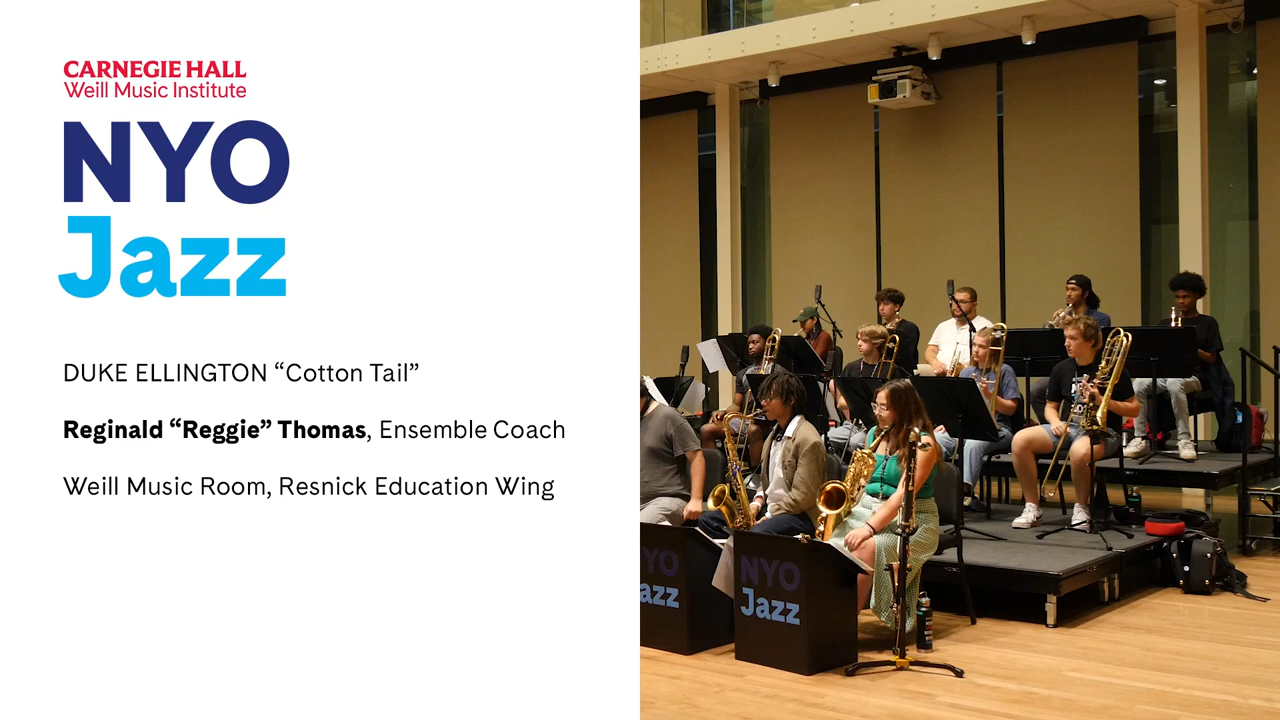 CARNEGIE HALL
Weill Music Institute
NYO
Jazz
DUKE ELLINGTON “Cotton Tail”
Reginald “Reggie” Thomas, Ensemble Coach
Weill Music Room, Resnick Education Wing
YO
azz
NYO
Jazz